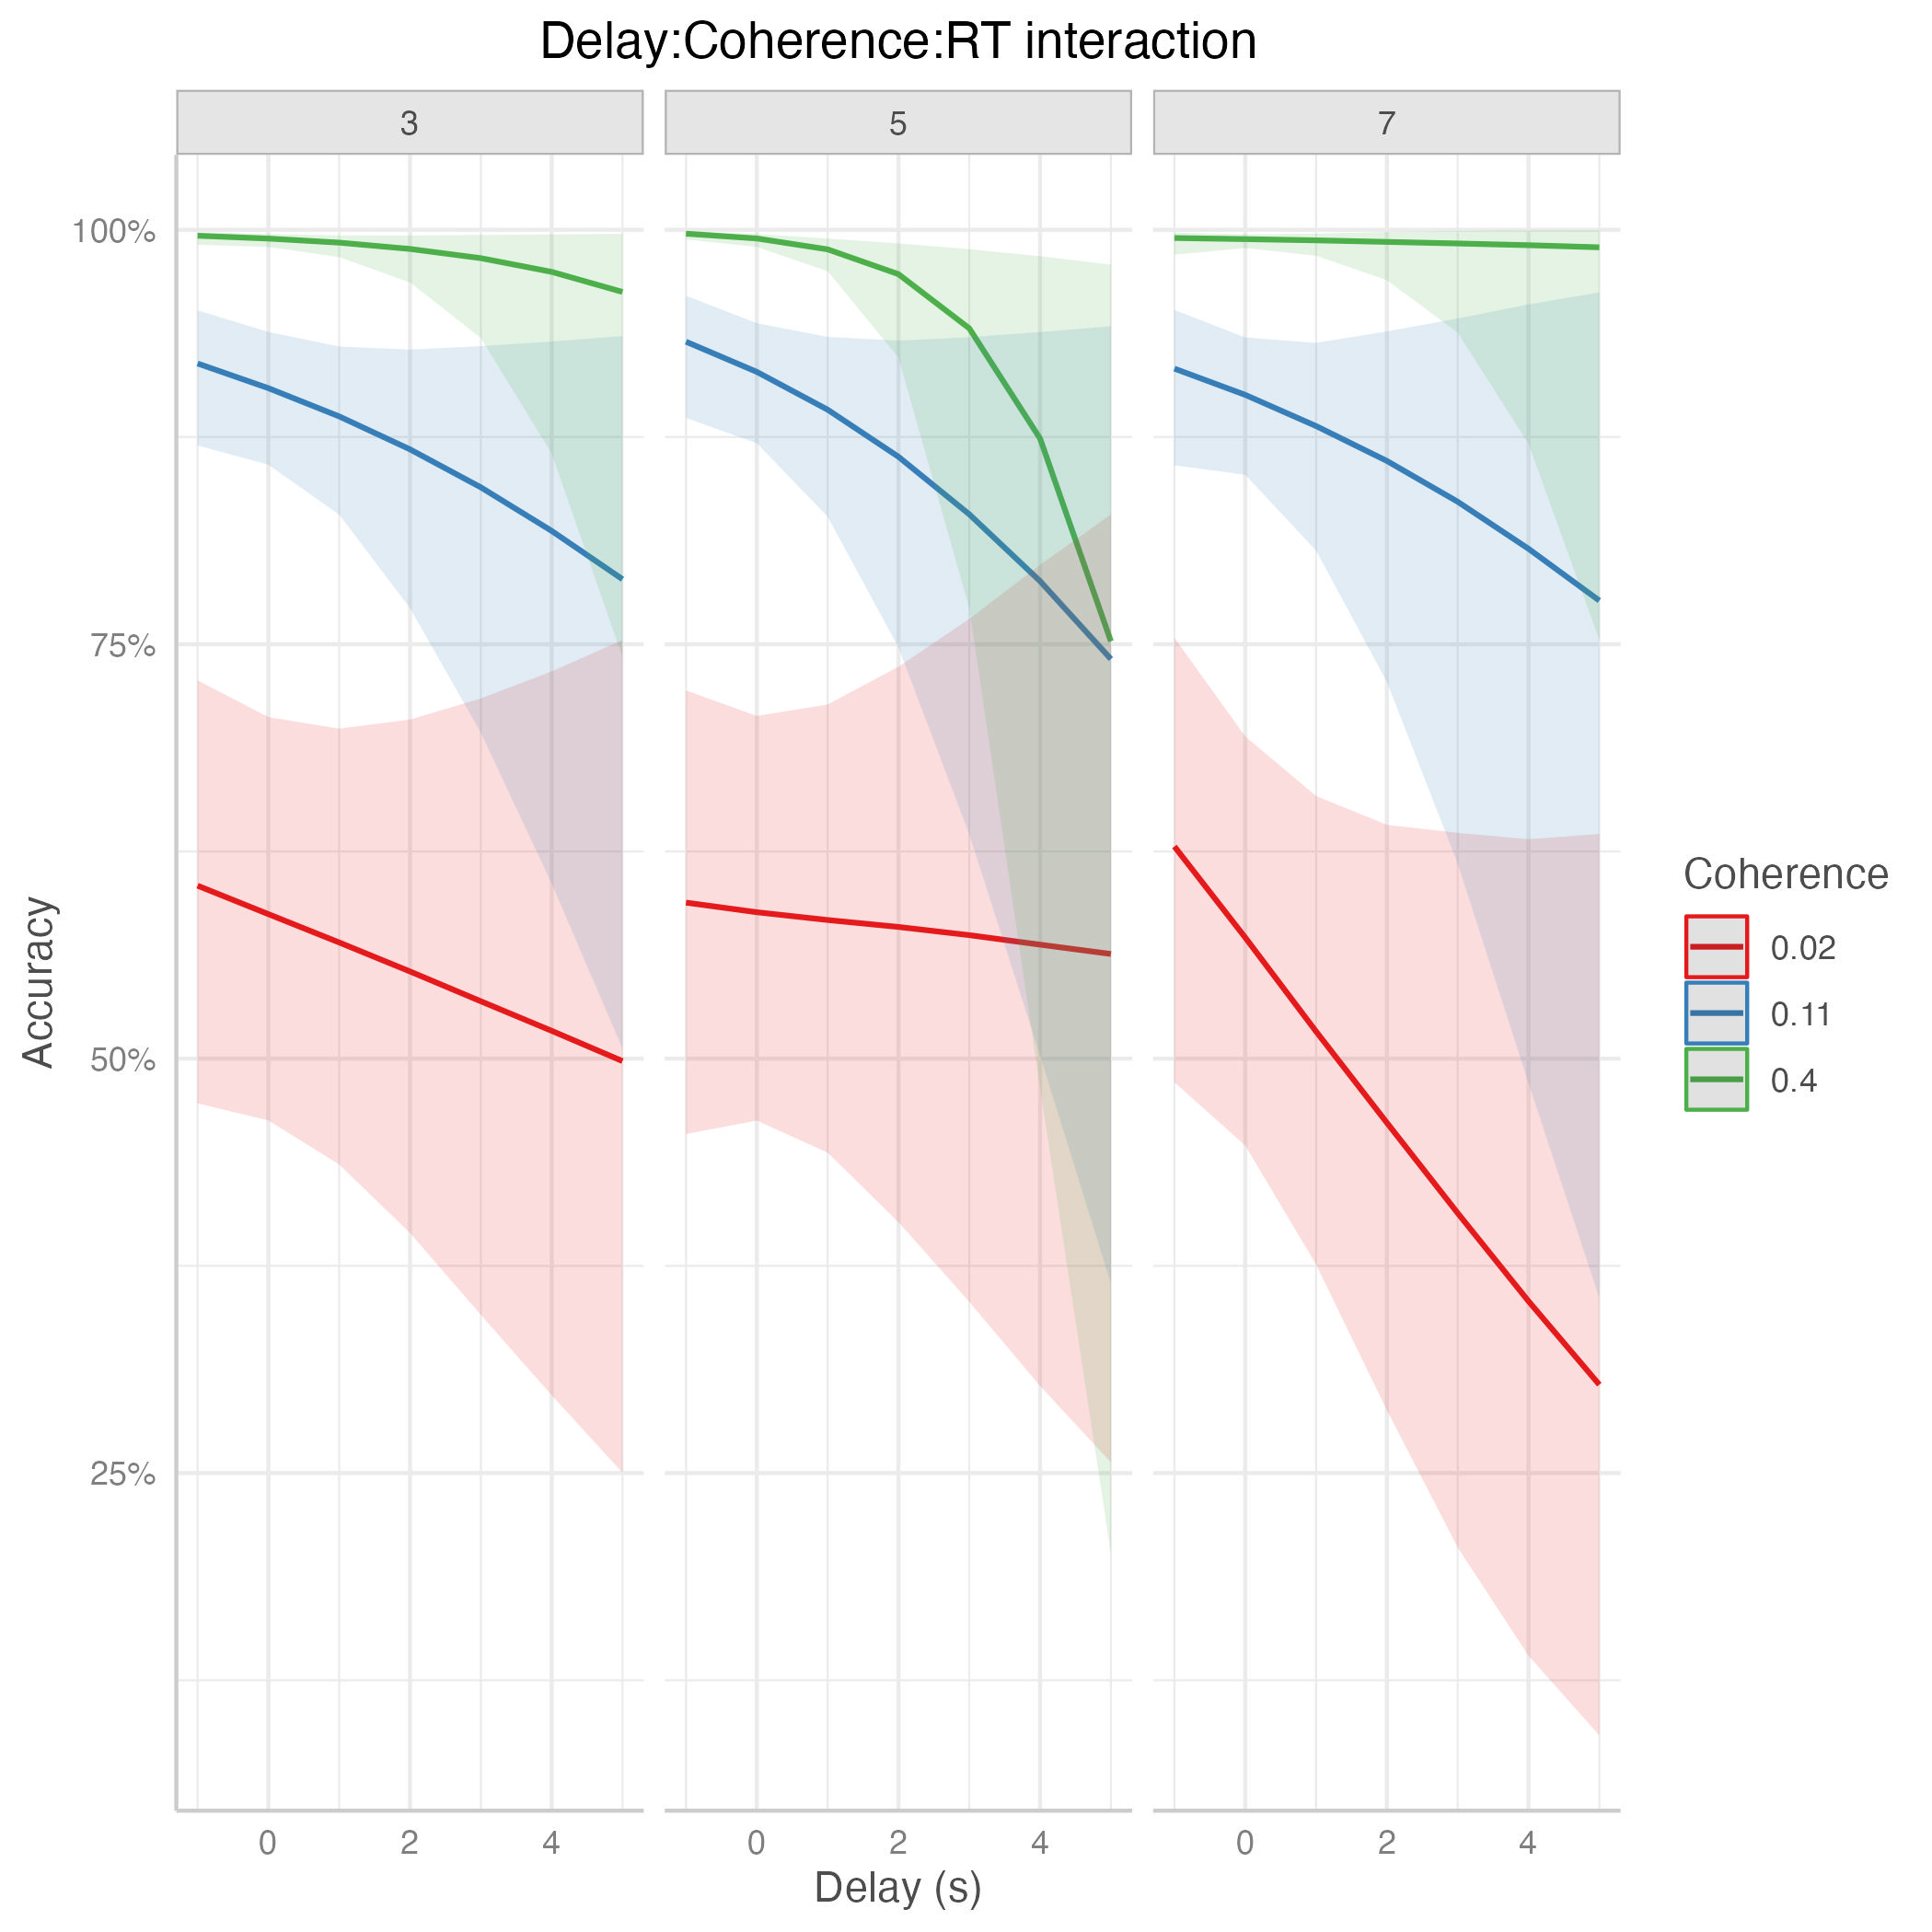 Delay:Coherence:RT interaction
3 5 7
100%
75%
50%
25%
Accuracy
0 2 4 0 2 4 0 2 4
Delay (s)
Coherence
0.02
0.11
0.4